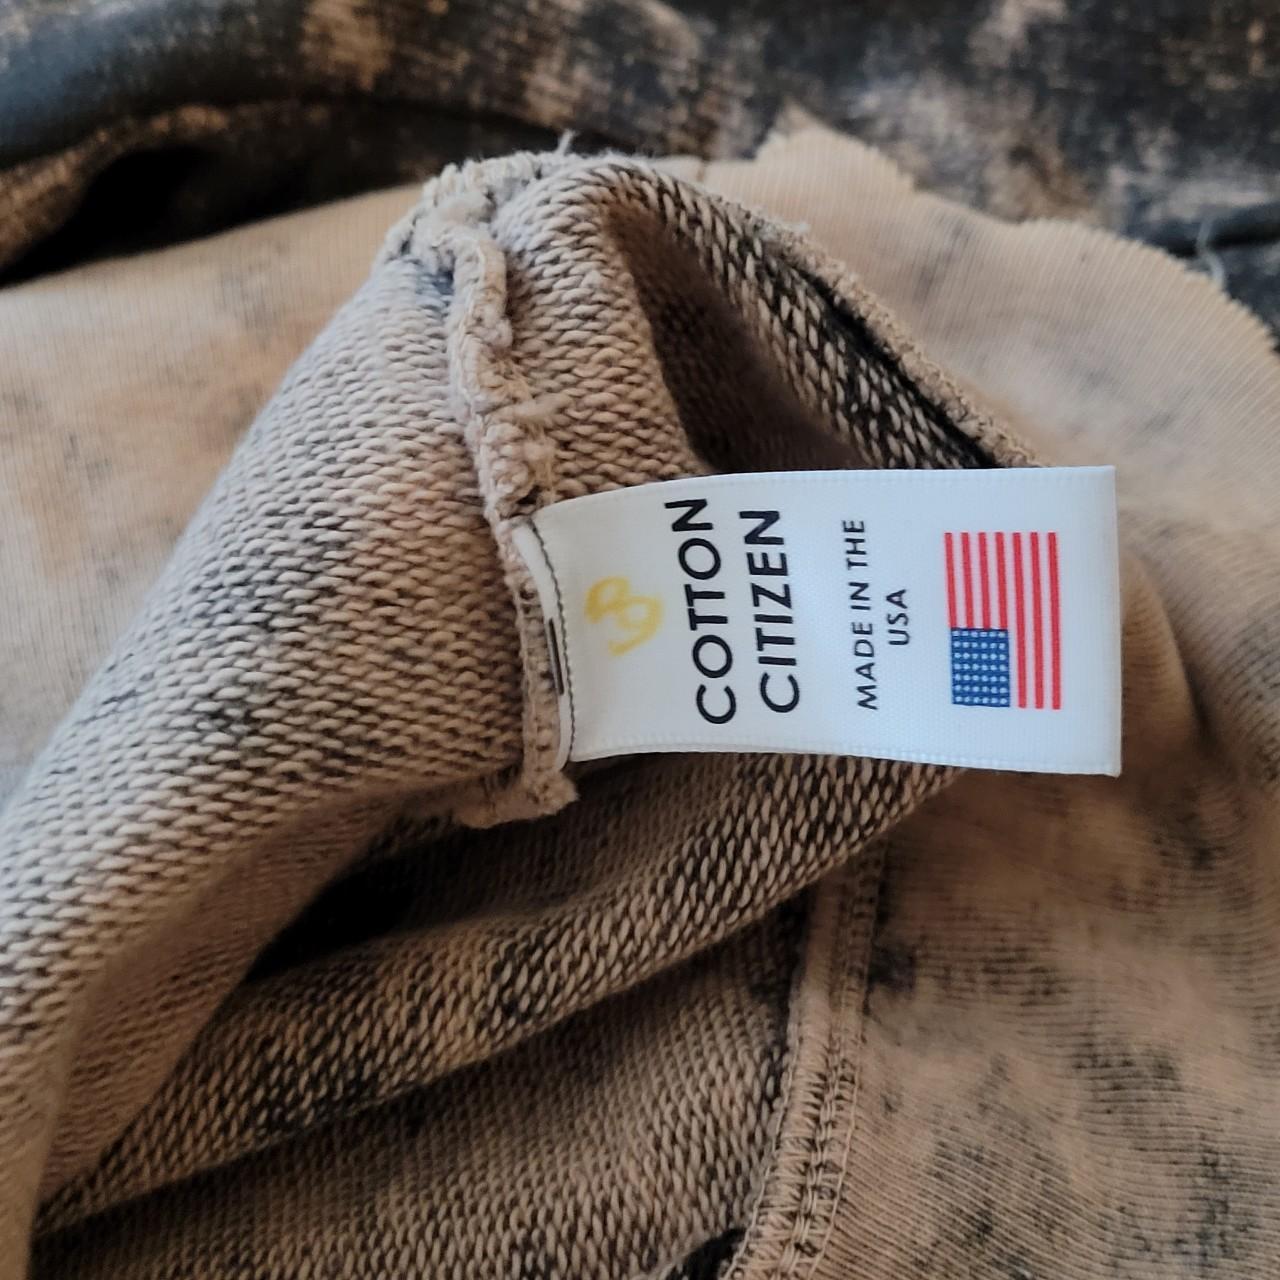 COTTON
CITIZEN
MADE IN THE
USA